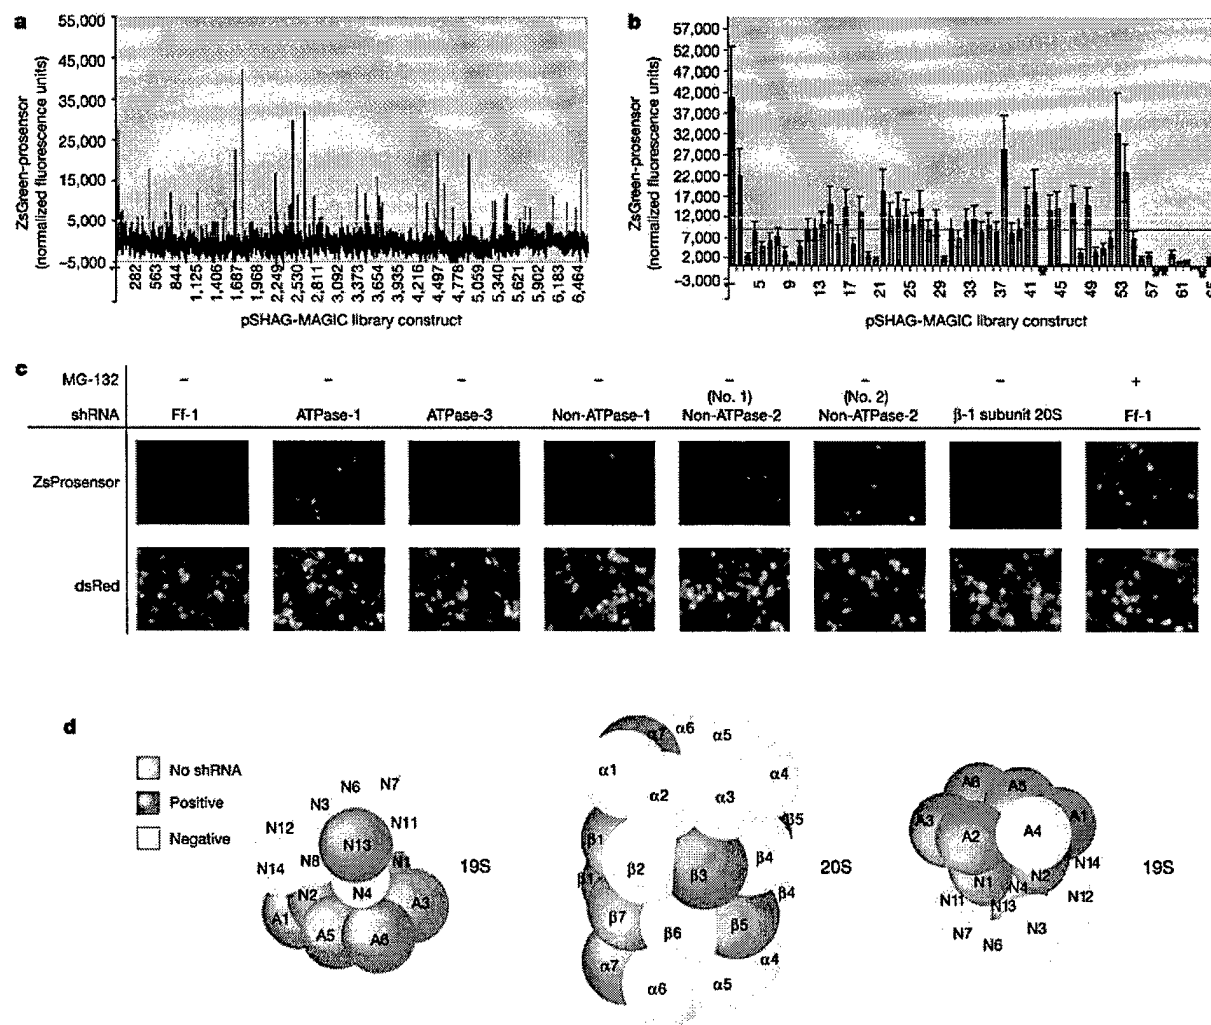 a
55,000
45,000
35,000
25,000
15,000
5,000
–5,000
ZsGreen-prosensor
(normalized fluorescence units)
282
563
844
1,125
1,406
1,687
1,968
2,249
2,530
2,811
3,092
3,373
3,654
3,935
4,216
4,497
4,778
5,059
5,340
5,621
5,902
6,183
6,464
pSHAG-MAGIC library construct
b
57,000
52,000
47,000
42,000
37,000
32,000
27,000
22,000
17,000
12,000
7,000
2,000
–3,000
ZsGreen-prosensor
(normalized fluorescence units)
1
5
9
13
17
21
25
29
33
37
41
45
49
53
57
61
65
pSHAG-MAGIC library construct
c
MG-132 – – – – – – – +
(No. 1) (No. 2)
shRNA Ff-1 ATPase-1 ATPase-3 Non-ATPase-1 Non-ATPase-2 Non-ATPase-2 β-1 subunit 20S Ff-1
ZsProsensor
dsRed
d
No shRNA
Positive
Negative
N6 N7
N3
N12 N11
N13
N14 N8 N1
N2 N4
A1 A3
A5 A6
19S
α7 α6 α5
α1 α4
α2 α3
β1 β5
β2 β3 β4
β1 β4
β7 β6 β5
α7 α4
α6 α5
20S
A6 A5
A3 A2 A4 A1
N14
N1 N4 N2
N11 N13 N12
N7 N6 N3
19S